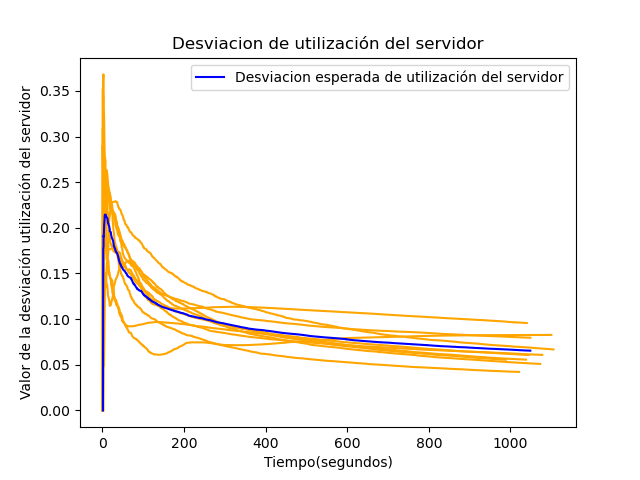 Desviacion de utilización del servidor
Desviacion esperada de utilización del servidor
Valor de la desviación utilización del servidor
0.35
0.30
0.25
0.20
0.15
0.10
0.05
0.00
0 200 400 600 800 1000
Tiempo(segundos)